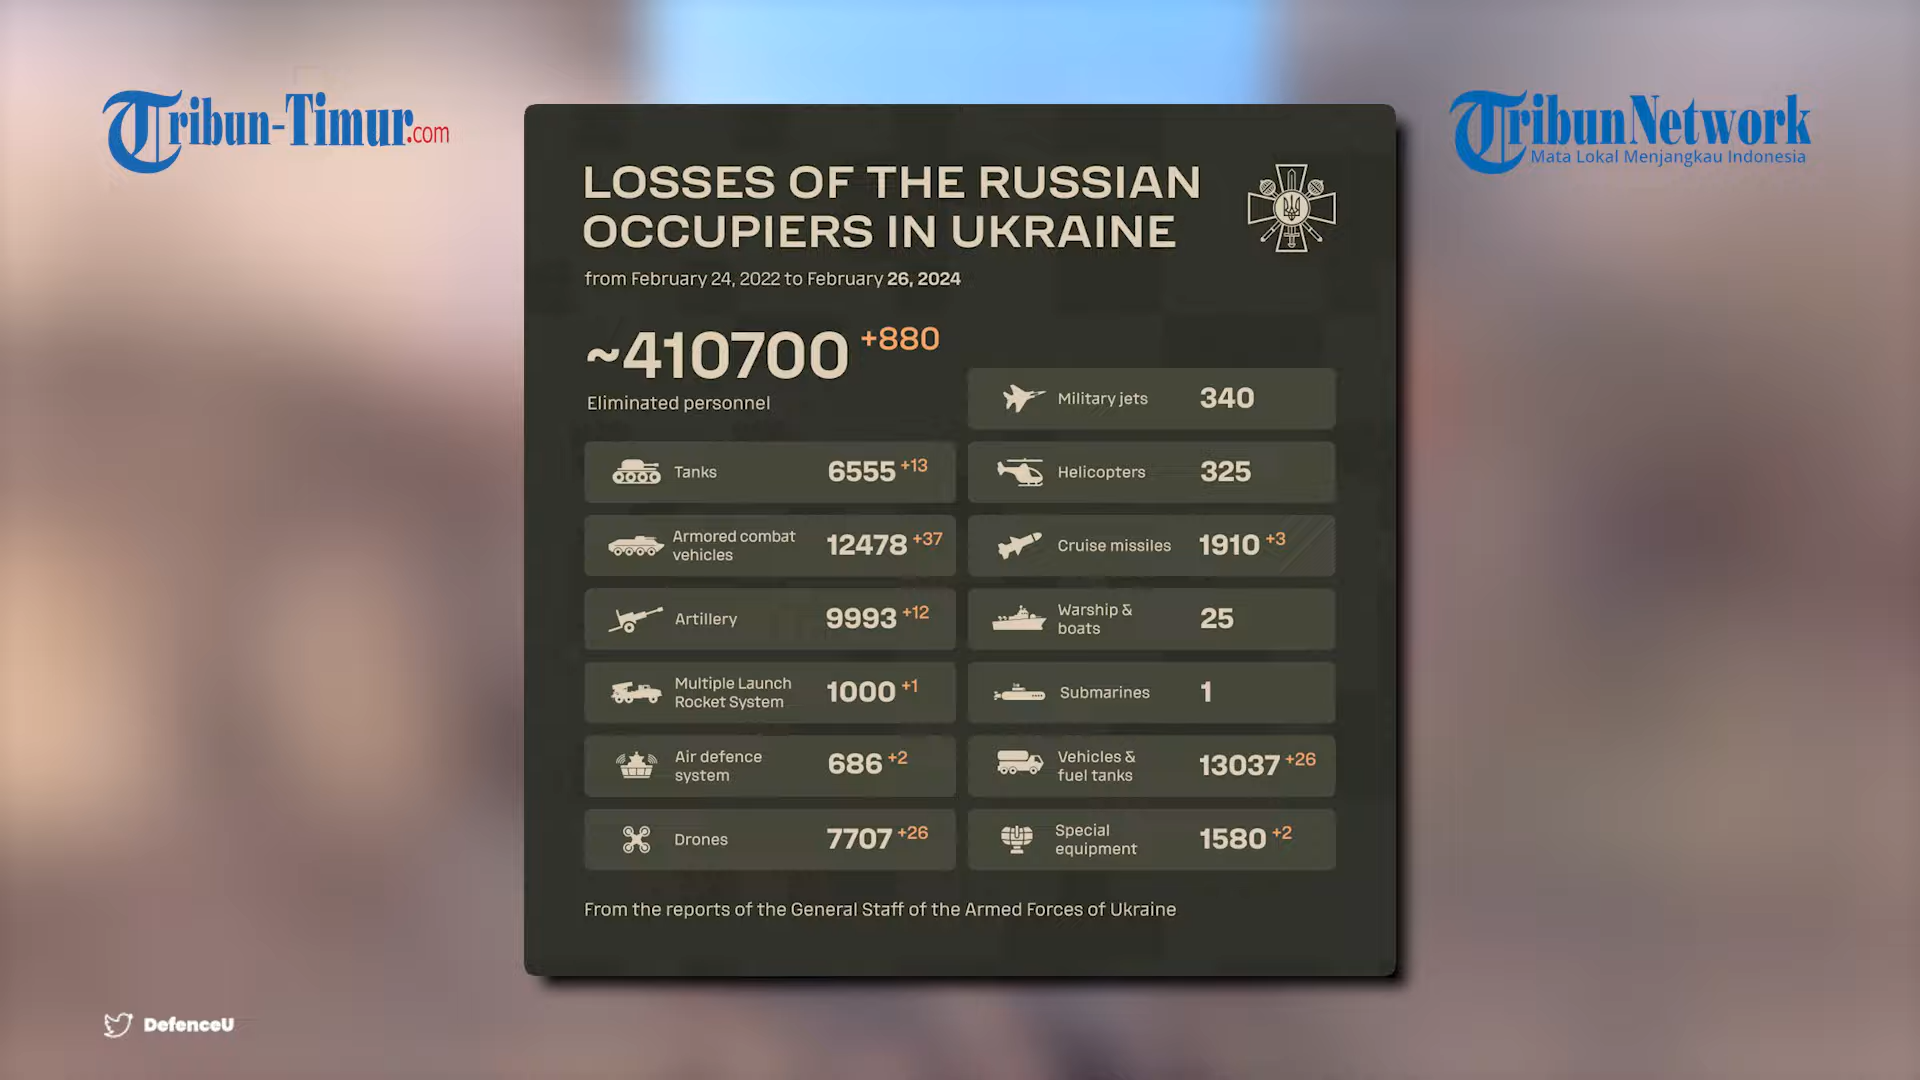 Tribun-Timur.com
TribunNetwork
Mata Lokal Menjangkau Indonesia
LOSSES OF THE RUSSIAN
OCCUPIERS IN UKRAINE
from February 24, 2022 to February 26, 2024
~410700 +880
Eliminated personnel
Military jets 340
Tanks 6555 +13
Helicopters 325
Armored combat
vehicles 12478 +37
Cruise missiles 1910 +3
Artillery 9993 +12
Warship &
boats 25
Multiple Launch
Rocket System 1000 +1
Submarines 1
Air defence
system 686 +2
Vehicles &
fuel tanks 13037 +26
Drones 7707 +26
Special
equipment 1580 +2
From the reports of the General Staff of the Armed Forces of Ukraine
DefenceU